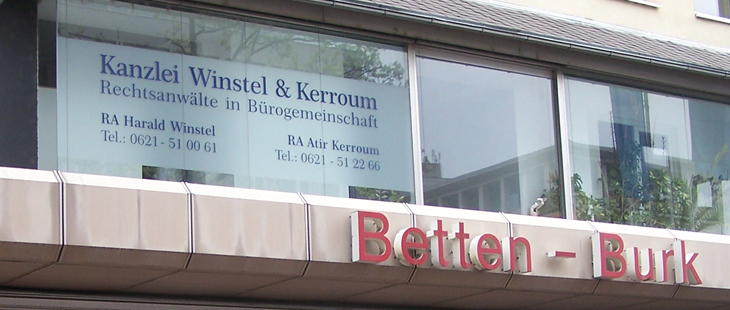 Kanzlei Winstel & Kerroum
Rechtsanwälte in Bürogemeinschaft
RA Harald Winstel
Tel.: 0621 - 51 00 61
RA Atir Kerroum
Tel.: 0621 - 51 22 66
Betten - Burk